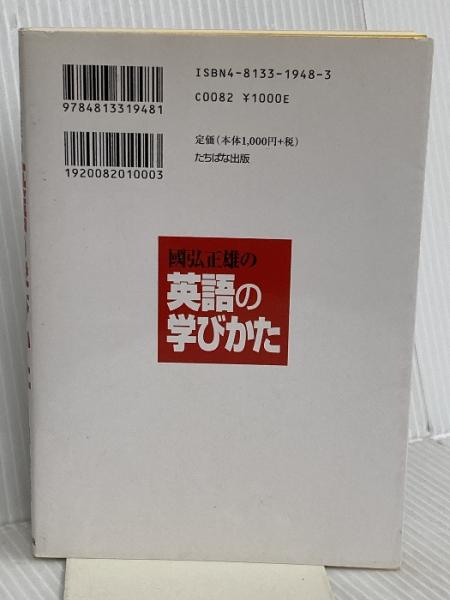 ISBN4-8133-1948-3
C0082 ¥1000E
9784813319481
定価(本体1,000円+税)
たちばな出版
1920082010003
國弘正雄の
英語の
学びかた